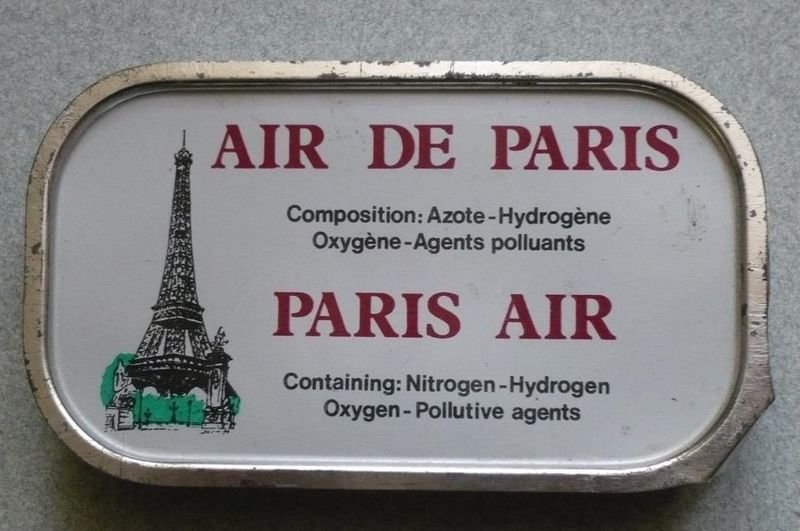 AIR DE PARIS
Composition: Azote-Hydrogène
Oxygène-Agents polluants
PARIS AIR
Containing: Nitrogen-Hydrogen
Oxygen-Pollutive agents